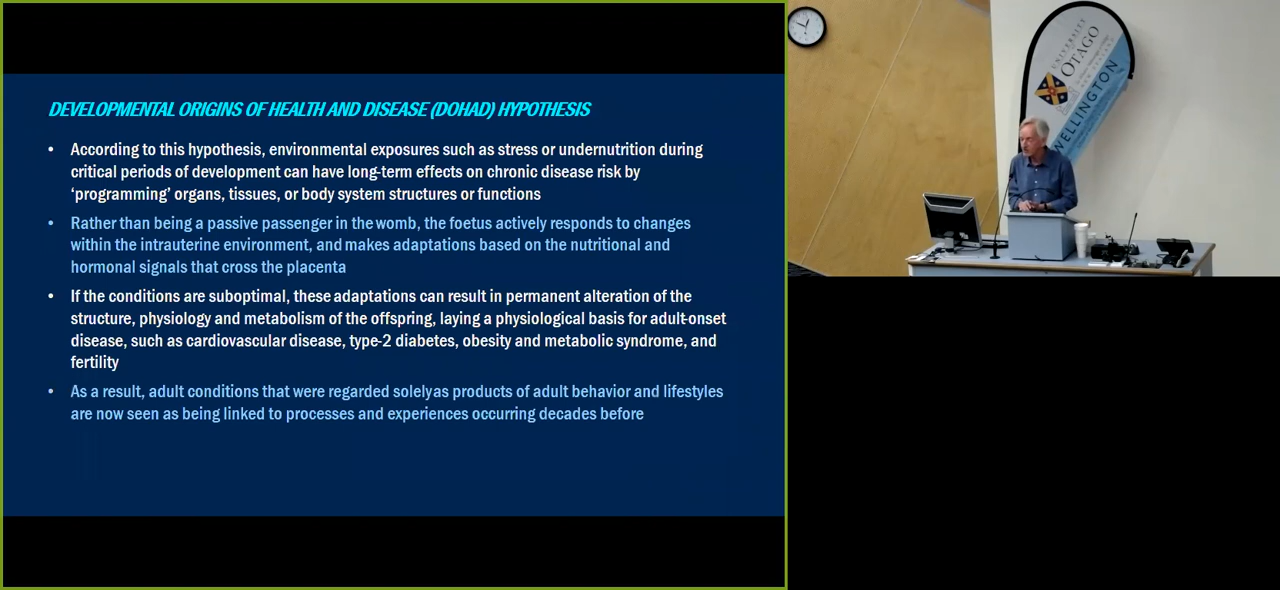 DEVELOPMENTAL ORIGINS OF HEALTH AND DISEASE (DOHAD) HYPOTHESIS
• According to this hypothesis, environmental exposures such as stress or undernutrition during
critical periods of development can have long-term effects on chronic disease risk by
‘programming’ organs, tissues, or body system structures or functions
• Rather than being a passive passenger in the womb, the foetus actively responds to changes
within the intrauterine environment, and makes adaptations based on the nutritional and
hormonal signals that cross the placenta
• If the conditions are suboptimal, these adaptations can result in permanent alteration of the
structure, physiology and metabolism of the offspring, laying a physiological basis for adult-onset
disease, such as cardiovascular disease, type-2 diabetes, obesity and metabolic syndrome, and
fertility
• As a result, adult conditions that were regarded solelyas products of adult behavior and lifestyles
are now seen as being linked to processes and experiences occurring decades before
UNIVERSITY
OTAGO
WELLINGTON